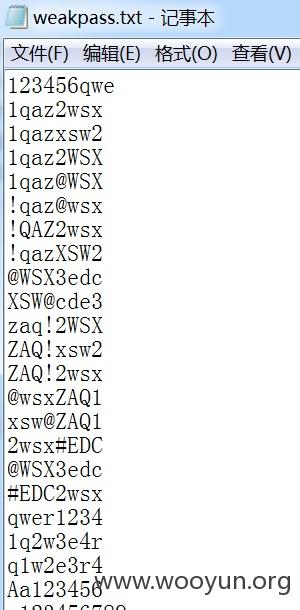 weakpass.txt - 记事本
文件(F) 编辑(E) 格式(O) 查看(V)
123456qwe
1qaz2wsx
1qazxsw2
1qaz2WSX
1qaz@WSX
!qaz@wsx
!QAZ2wsx
!qazXSW2
@WSX3edc
XSW@cde3
zaq!2WSX
ZAQ!xsw2
ZAQ!2wsx
@wsxZAQ1
xsw@ZAQ1
2wsx#EDC
@WSX3edc
#EDC2wsx
qwer1234
1q2w3e4r
q1w2e3r4
Aa123456
www.wooyun.org